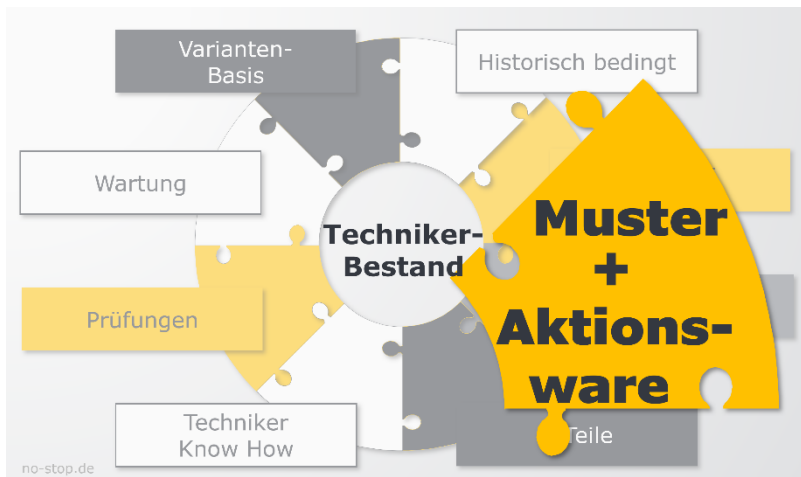 Varianten-
Basis
Historisch bedingt
Wartung
Techniker-
Bestand
Muster
+
Aktions-
ware
Prüfungen
Techniker
Know How
Teile
no-stop.de